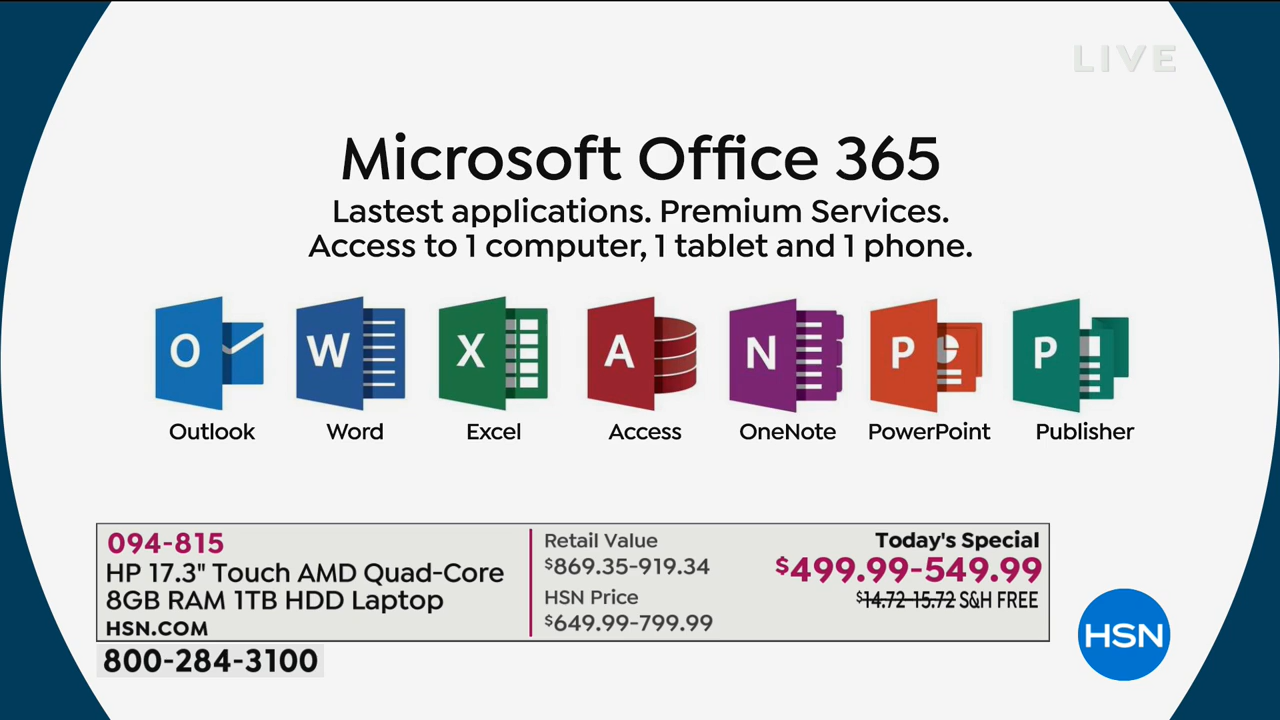 LIVE
Microsoft Office 365
Lastest applications. Premium Services.
Access to 1 computer, 1 tablet and 1 phone.
O W X A N P P
Outlook Word Excel Access OneNote PowerPoint Publisher
094-815
HP 17.3" Touch AMD Quad-Core
8GB RAM 1TB HDD Laptop
HSN.COM
Retail Value
$869.35-919.34
HSN Price
$649.99-799.99
Today's Special
$499.99-549.99
$14.72-15.72 S&H FREE
HSN
800-284-3100